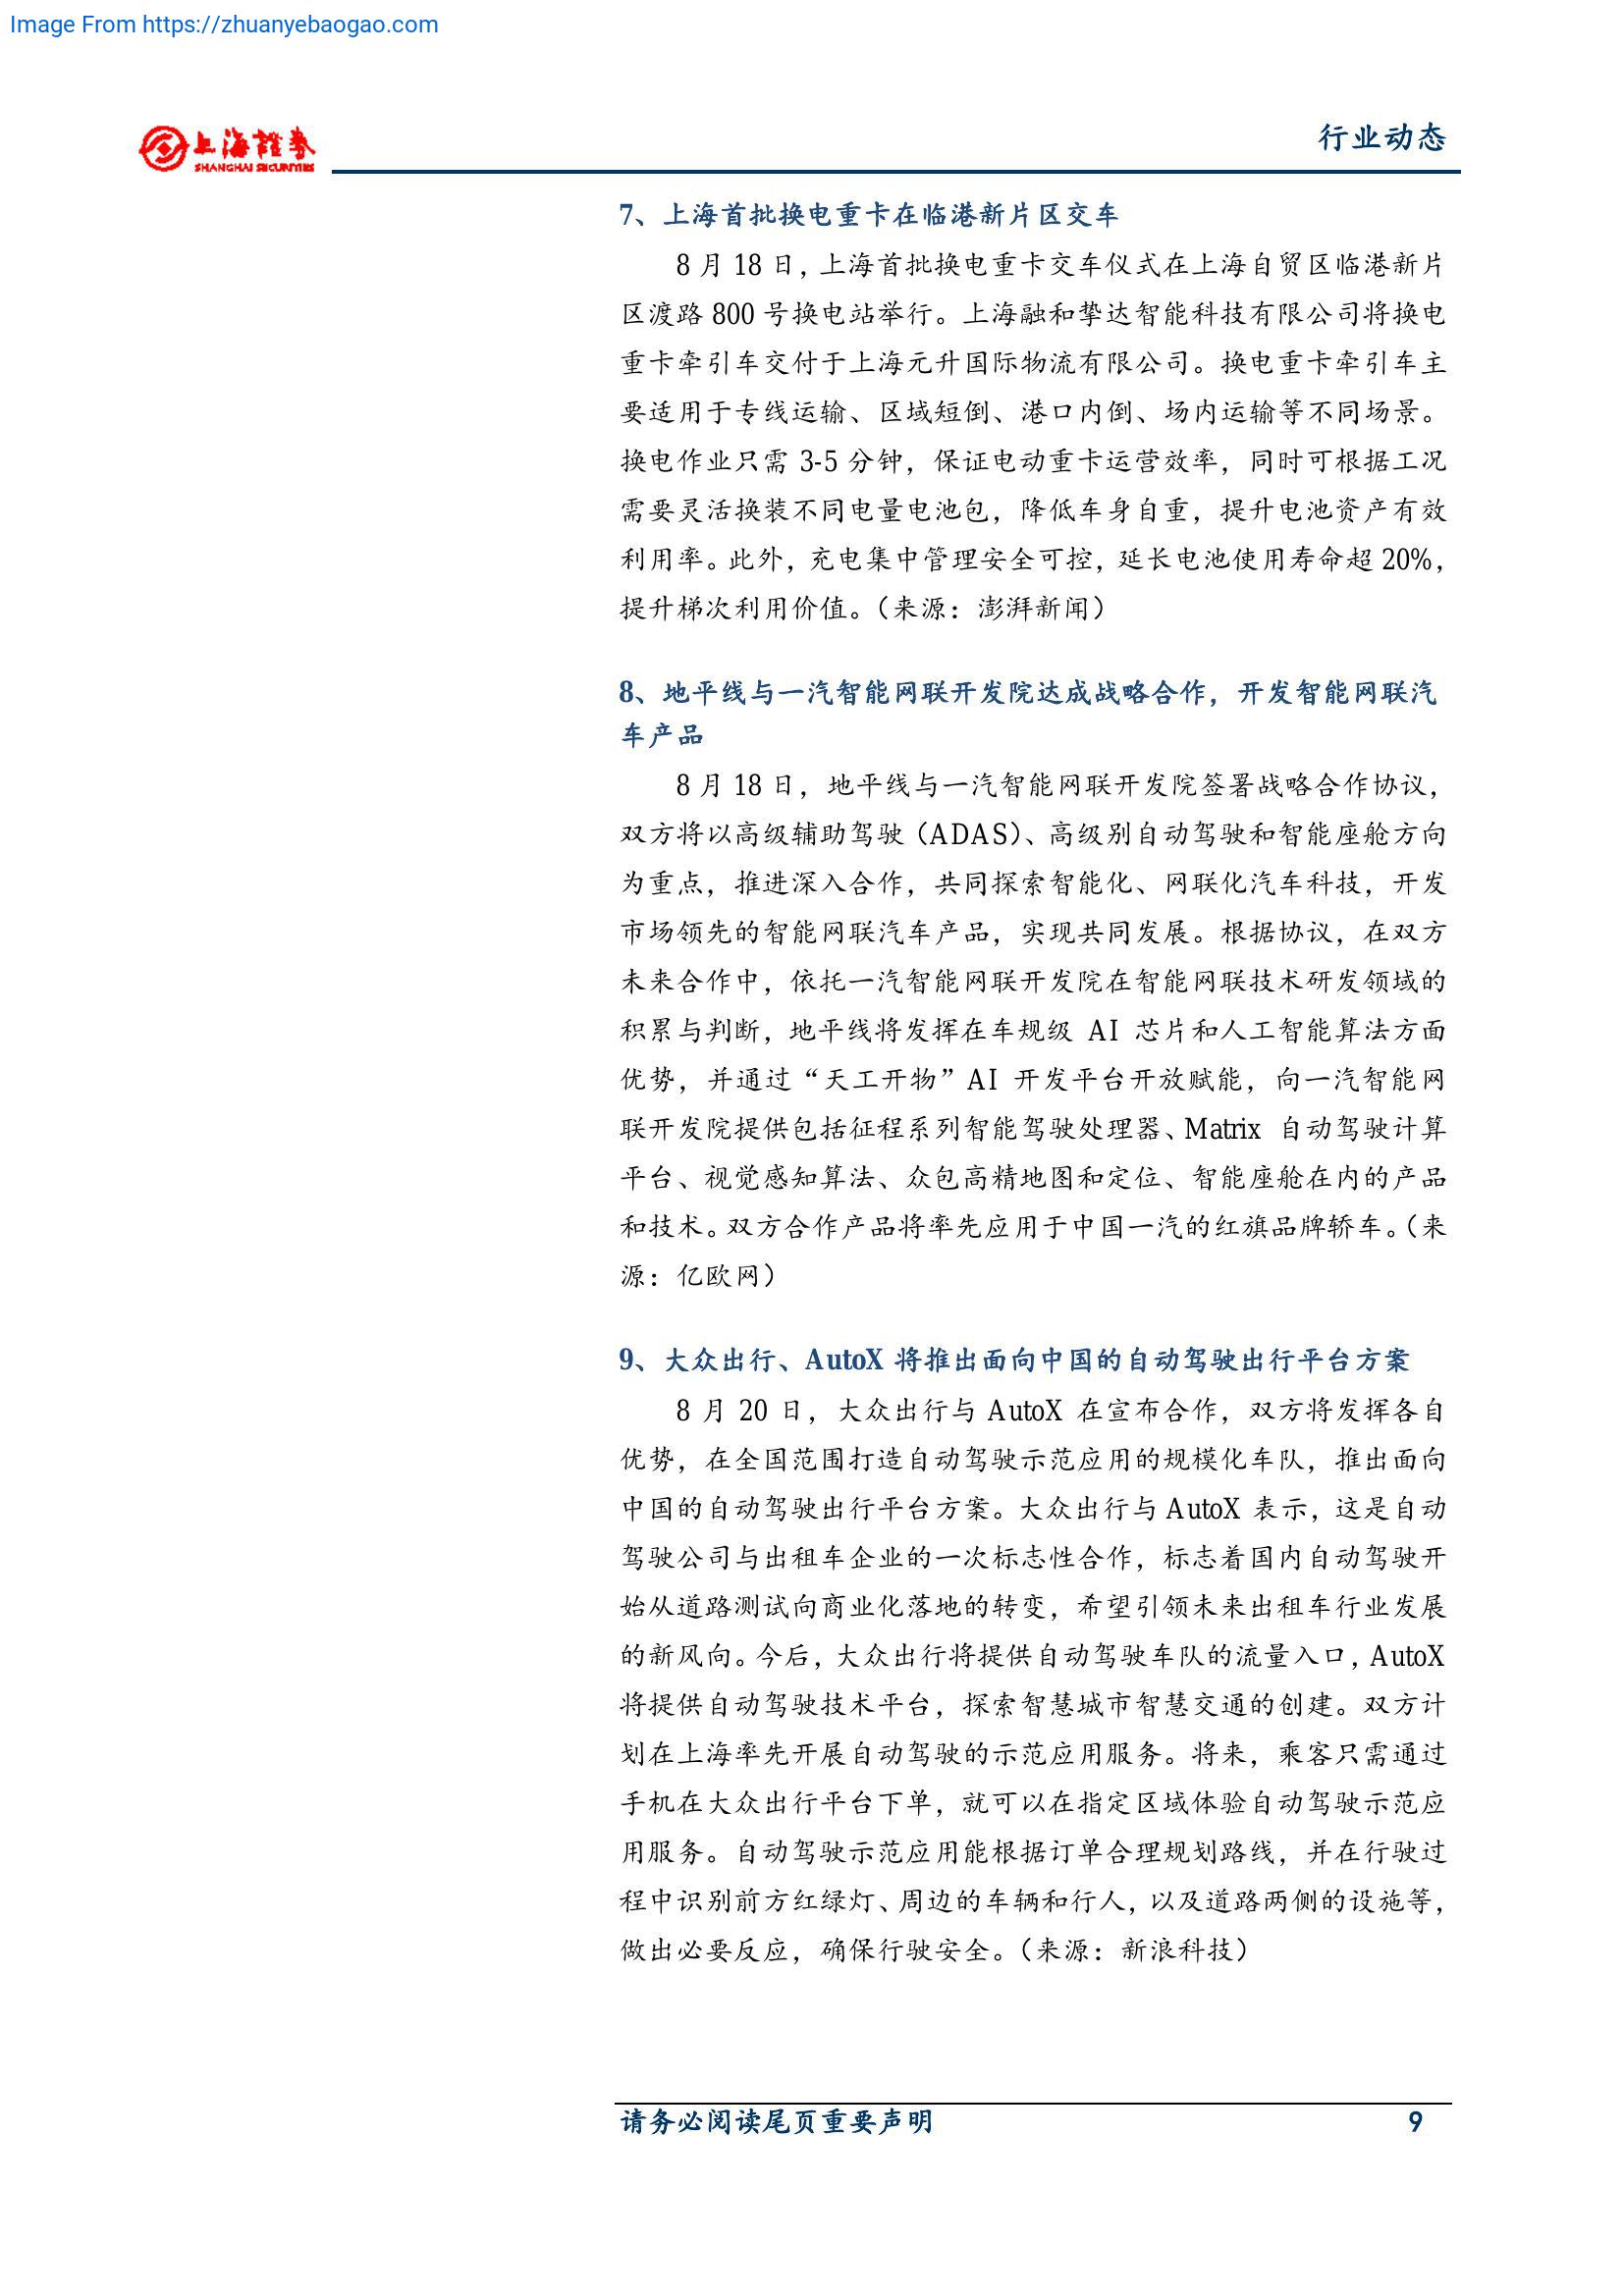 Image From https://zhuanyebaogao.com
上海證券
SHANGHAI SECURITIES
行业动态
7、上海首批换电重卡在临港新片区交车
8 月 18 日，上海首批换电重卡交车仪式在上海自贸区临港新片
区渡路 800 号换电站举行。上海融和挚达智能科技有限公司将换电
重卡牵引车交付于上海元升国际物流有限公司。换电重卡牵引车主
要适用于专线运输、区域短倒、港口内倒、场内运输等不同场景。
换电作业只需 3-5 分钟，保证电动重卡运营效率，同时可根据工况
需要灵活换装不同电量电池包，降低车身自重，提升电池资产有效
利用率。此外，充电集中管理安全可控，延长电池使用寿命超 20%，
提升梯次利用价值。（来源：澎湃新闻）
8、地平线与一汽智能网联开发院达成战略合作，开发智能网联汽
车产品
8 月 18 日，地平线与一汽智能网联开发院签署战略合作协议，
双方将以高级辅助驾驶（ADAS）、高级别自动驾驶和智能座舱方向
为重点，推进深入合作，共同探索智能化、网联化汽车科技，开发
市场领先的智能网联汽车产品，实现共同发展。根据协议，在双方
未来合作中，依托一汽智能网联开发院在智能网联技术研发领域的
积累与判断，地平线将发挥在车规级 AI 芯片和人工智能算法方面
优势，并通过“天工开物”AI 开发平台开放赋能，向一汽智能网
联开发院提供包括征程系列智能驾驶处理器、Matrix 自动驾驶计算
平台、视觉感知算法、众包高精地图和定位、智能座舱在内的产品
和技术。双方合作产品将率先应用于中国一汽的红旗品牌轿车。（来
源：亿欧网）
9、大众出行、AutoX 将推出面向中国的自动驾驶出行平台方案
8 月 20 日，大众出行与 AutoX 在宣布合作，双方将发挥各自
优势，在全国范围打造自动驾驶示范应用的规模化车队，推出面向
中国的自动驾驶出行平台方案。大众出行与 AutoX 表示，这是自动
驾驶公司与出租车企业的一次标志性合作，标志着国内自动驾驶开
始从道路测试向商业化落地的转变，希望引领未来出租车行业发展
的新风向。今后，大众出行将提供自动驾驶车队的流量入口，AutoX
将提供自动驾驶技术平台，探索智慧城市智慧交通的创建。双方计
划在上海率先开展自动驾驶的示范应用服务。将来，乘客只需通过
手机在大众出行平台下单，就可以在指定区域体验自动驾驶示范应
用服务。自动驾驶示范应用能根据订单合理规划路线，并在行驶过
程中识别前方红绿灯、周边的车辆和行人，以及道路两侧的设施等，
做出必要反应，确保行驶安全。（来源：新浪科技）
请务必阅读尾页重要声明 9